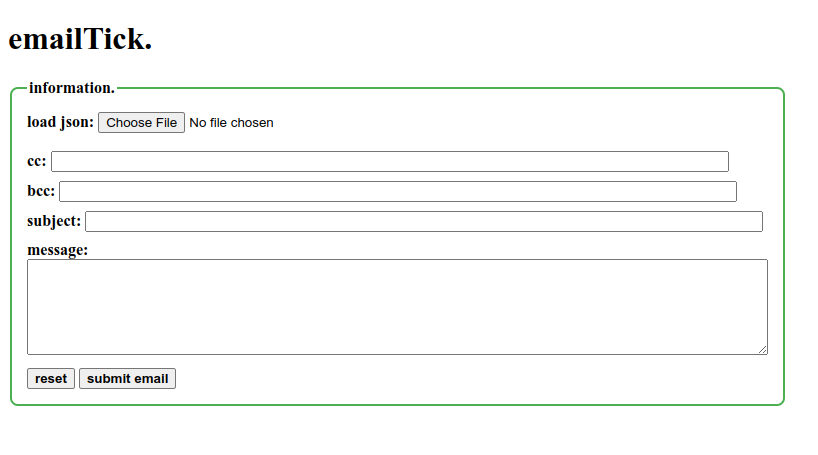 emailTick.
information.
load json: Choose File No file chosen
cc:
bcc:
subject:
message:
reset submit email